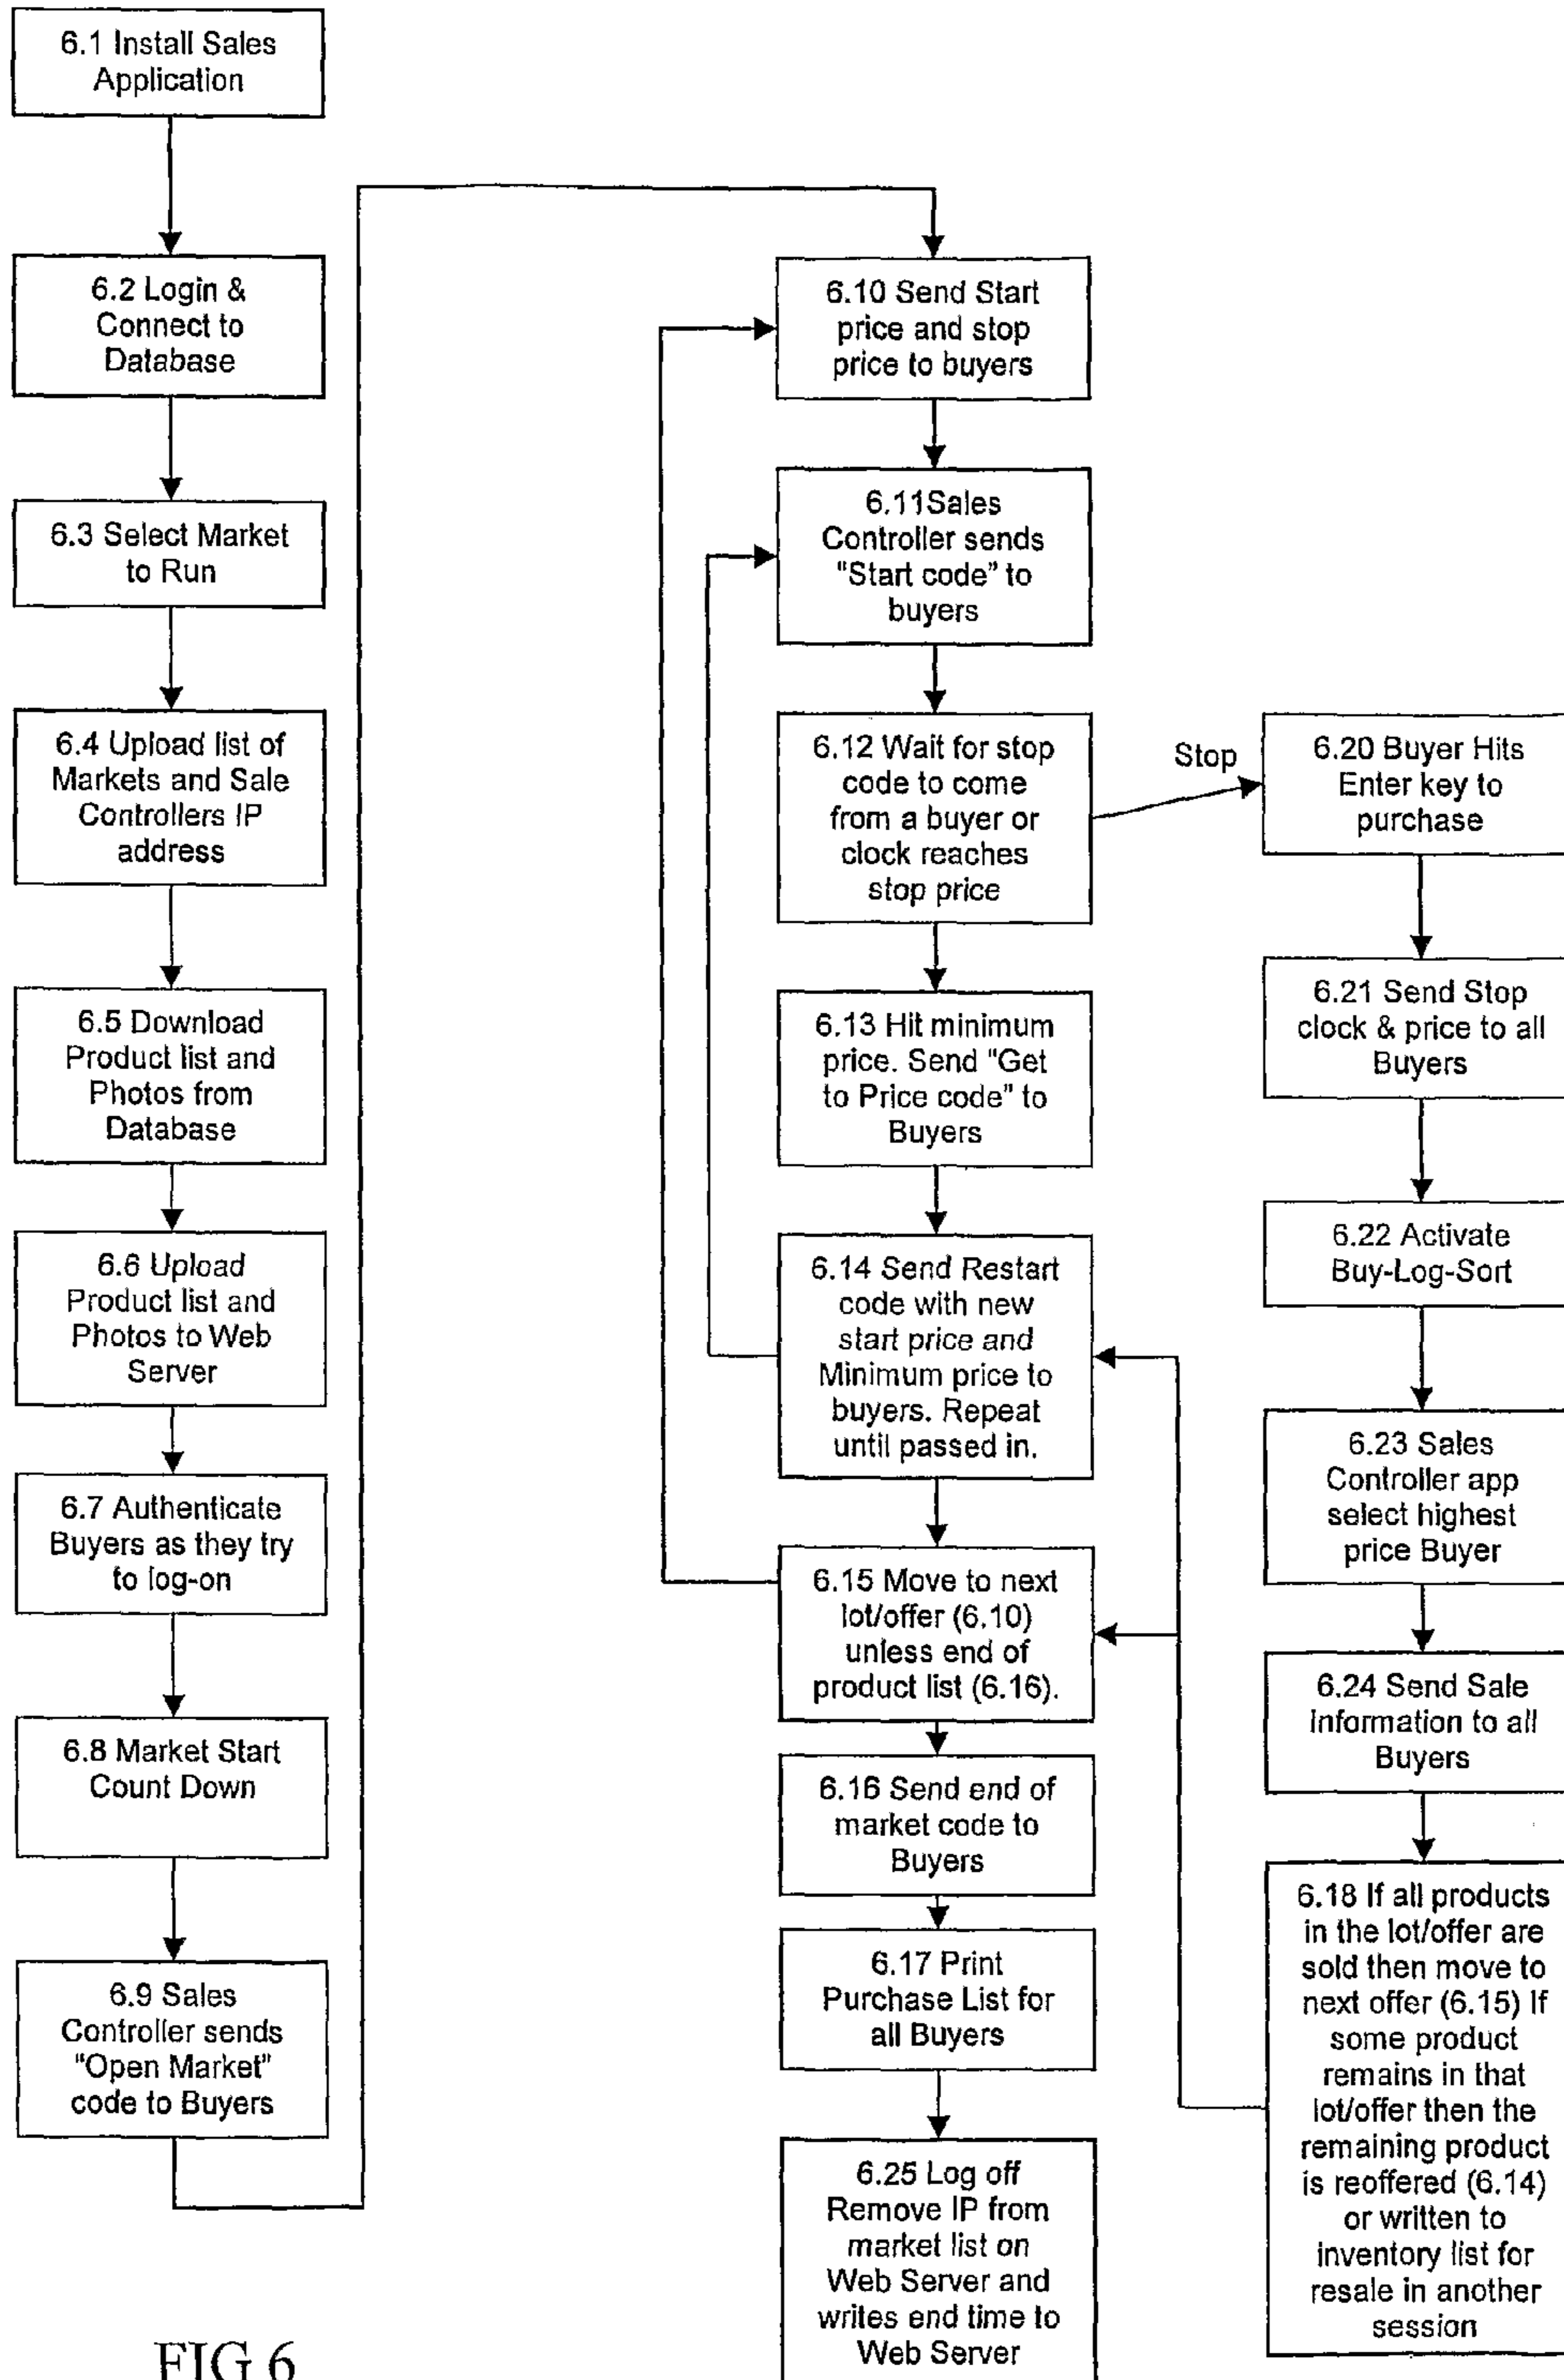 6.1 Install Sales
Application
6.2 Login &
Connect to
Database
6.3 Select Market
to Run
6.4 Upload list of
Markets and Sale
Controllers IP
address
6.5 Download
Product list and
Photos from
Database
6.6 Upload
Product list and
Photos to Web
Server
6.7 Authenticate
Buyers as they try
to log-on
6.8 Market Start
Count Down
6.9 Sales
Controller sends
"Open Market"
code to Buyers
6.10 Send Start
price and stop
price to buyers
6.11Sales
Controller sends
"Start code" to
buyers
6.12 Wait for stop
code to come
from a buyer or
clock reaches
stop price
Stop
6.13 Hit minimum
price. Send "Get
to Price code" to
Buyers
6.14 Send Restart
code with new
start price and
Minimum price to
buyers. Repeat
until passed in.
6.15 Move to next
lot/offer (6.10)
unless end of
product list (6.16).
6.16 Send end of
market code to
Buyers
6.17 Print
Purchase List for
all Buyers
6.25 Log off
Remove IP from
market list on
Web Server and
writes end time to
Web Server
6.20 Buyer Hits
Enter key to
purchase
6.21 Send Stop
clock & price to all
Buyers
6.22 Activate
Buy-Log-Sort
6.23 Sales
Controller app
select highest
price Buyer
6.24 Send Sale
Information to all
Buyers
6.18 If all products
in the lot/offer are
sold then move to
next offer (6.15) If
some product
remains in that
lot/offer then the
remaining product
is reoffered (6.14)
or written to
inventory list for
resale in another
session
FIG 6